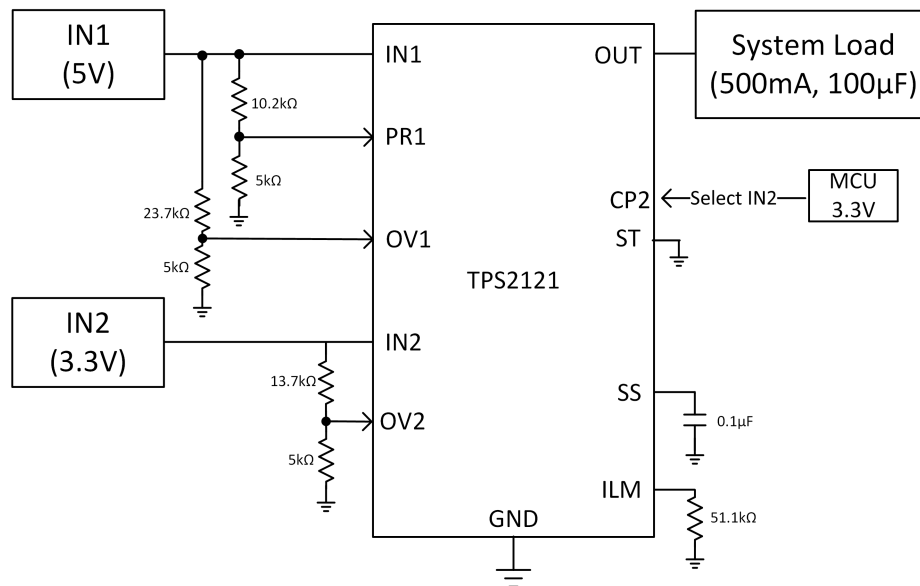 IN1
(5V)
10.2kΩ
5kΩ
23.7kΩ
5kΩ
IN2
(3.3V)
13.7kΩ
5kΩ
IN1
PR1
OV1
IN2
OV2
TPS2121
GND
OUT
CP2
ST
SS
ILM
System Load
(500mA, 100µF)
Select IN2
MCU
3.3V
0.1µF
51.1kΩ